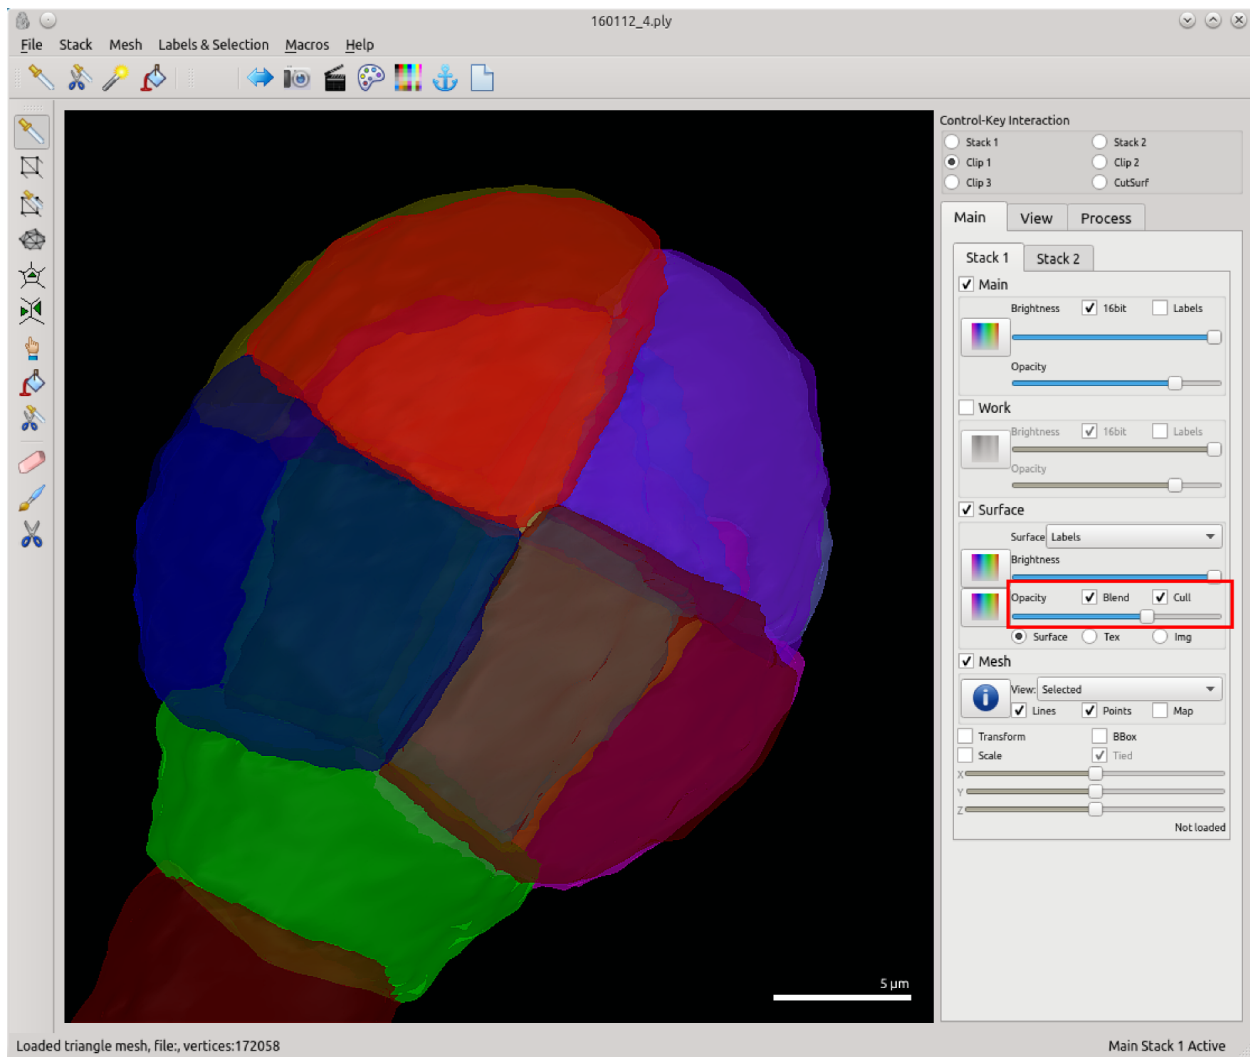 160112_4.ply
File Stack Mesh Labels & Selection Macros Help
Control-Key Interaction
Stack 1 Stack 2
Clip 1 Clip 2
Clip 3 CutSurf
Main View Process
Stack 1 Stack 2
Main
Brightness 16bit Labels
Opacity
Work
Brightness 16bit Labels
Opacity
Surface
Surface Labels
Brightness
Opacity Blend Cull
Surface Tex Img
Mesh
View: Selected
Lines Points Map
Transform BBox
Scale Tied
X
Y
Z
Not loaded
5 µm
Loaded triangle mesh, file:, vertices:172058 Main Stack 1 Active